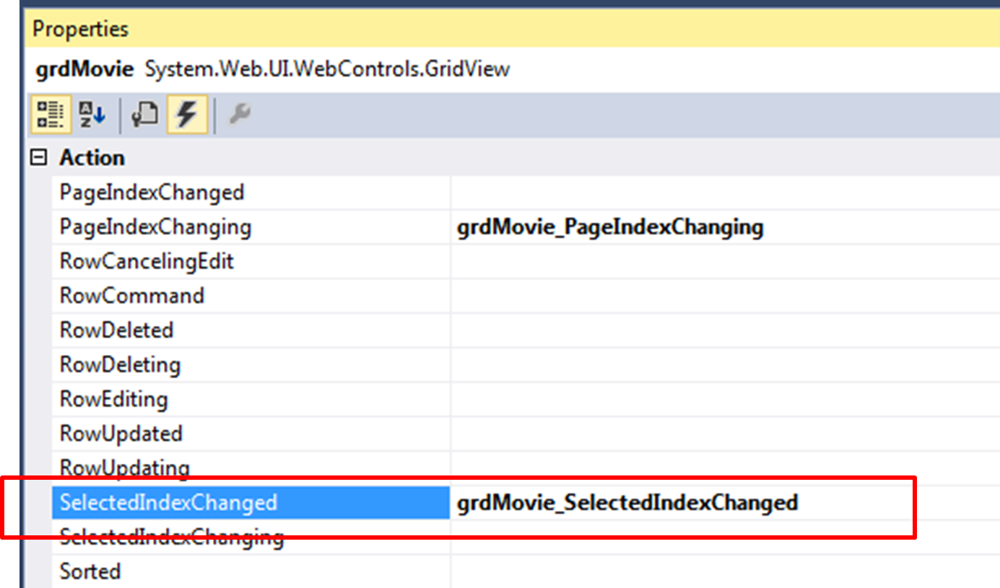 Properties
grdMovie System.Web.UI.WebControls.GridView
Action
PageIndexChanged
PageIndexChanging grdMovie_PageIndexChanging
RowCancelingEdit
RowCommand
RowDeleted
RowDeleting
RowEditing
RowUpdated
RowUpdating
SelectedIndexChanged grdMovie_SelectedIndexChanged
SelectedIndexChanging
Sorted